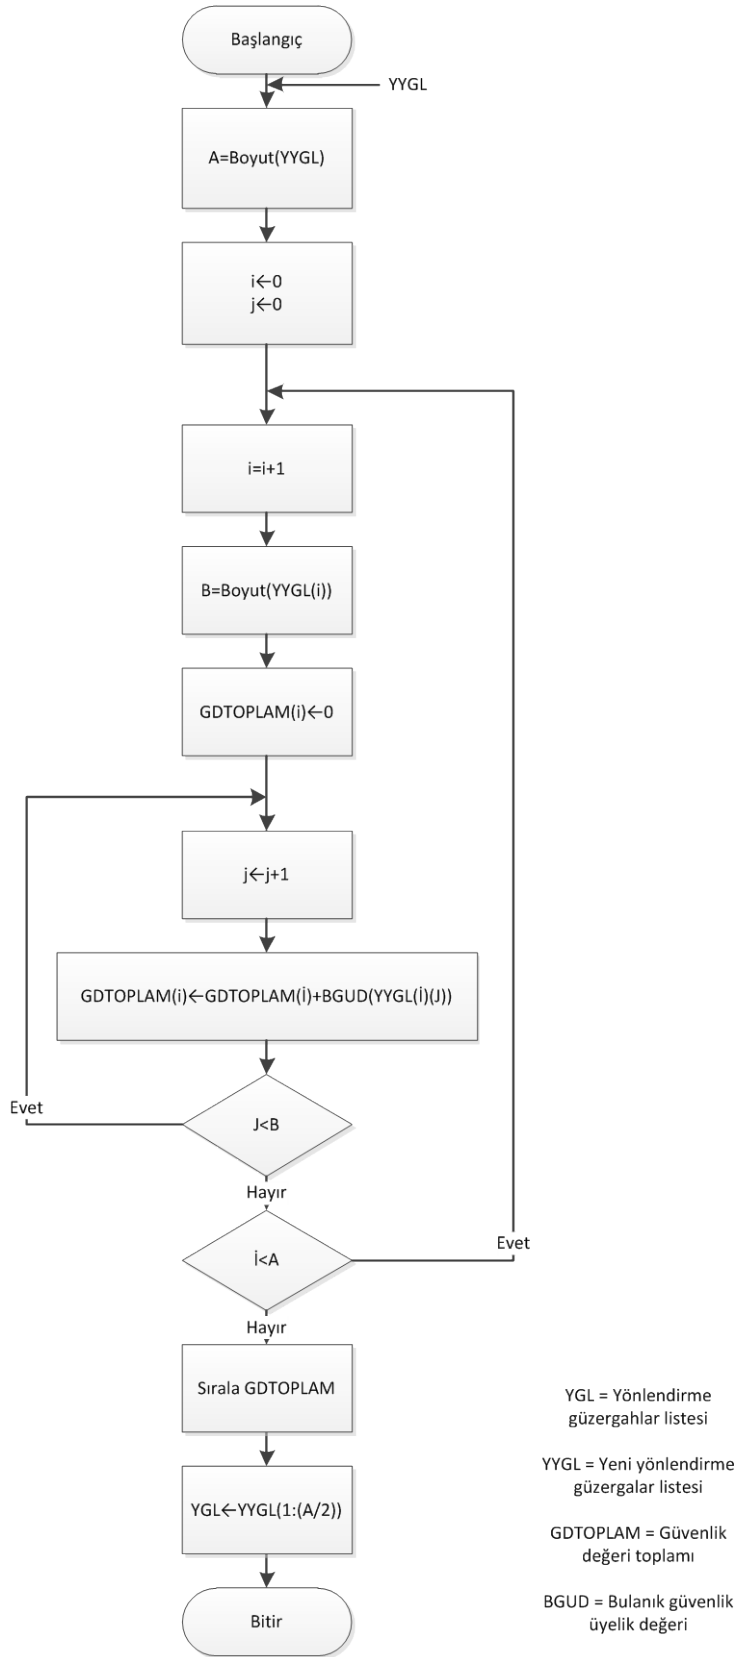 Başlangıç
YYGL
A=Boyut(YYGL)
i←0
j←0
i=i+1
B=Boyut(YYGL(i))
GDTOPLAM(i)←0
j←j+1
GDTOPLAM(i)←GDTOPLAM(İ)+BGUD(YYGL(İ)(J))
J<B
Evet
Hayır
İ<A
Evet
Hayır
Sırala GDTOPLAM
YGL←YYGL(1:(A/2))
Bitir
YGL = Yönlendirme
güzergahlar listesi
YYGL = Yeni yönlendirme
güzergalar listesi
GDTOPLAM = Güvenlik
değeri toplamı
BGUD = Bulanık güvenlik
üyelik değeri